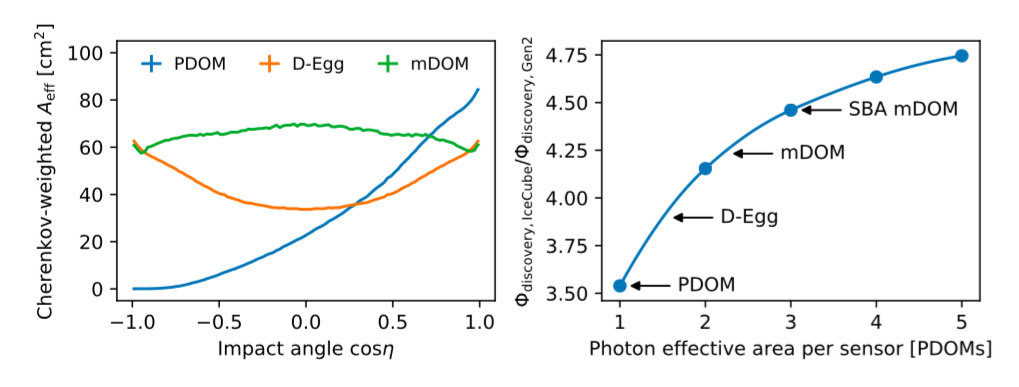 Cherenkov-weighted A_eff [cm²]
100
80
60
40
20
0
PDOM D-Egg mDOM
−1.0 −0.5 0.0 0.5 1.0
Impact angle cosη
Φ_discovery, IceCube/Φ_discovery, Gen2
4.75
4.50
4.25
4.00
3.75
3.50
SBA mDOM
mDOM
D-Egg
PDOM
1 2 3 4 5
Photon effective area per sensor [PDOMs]